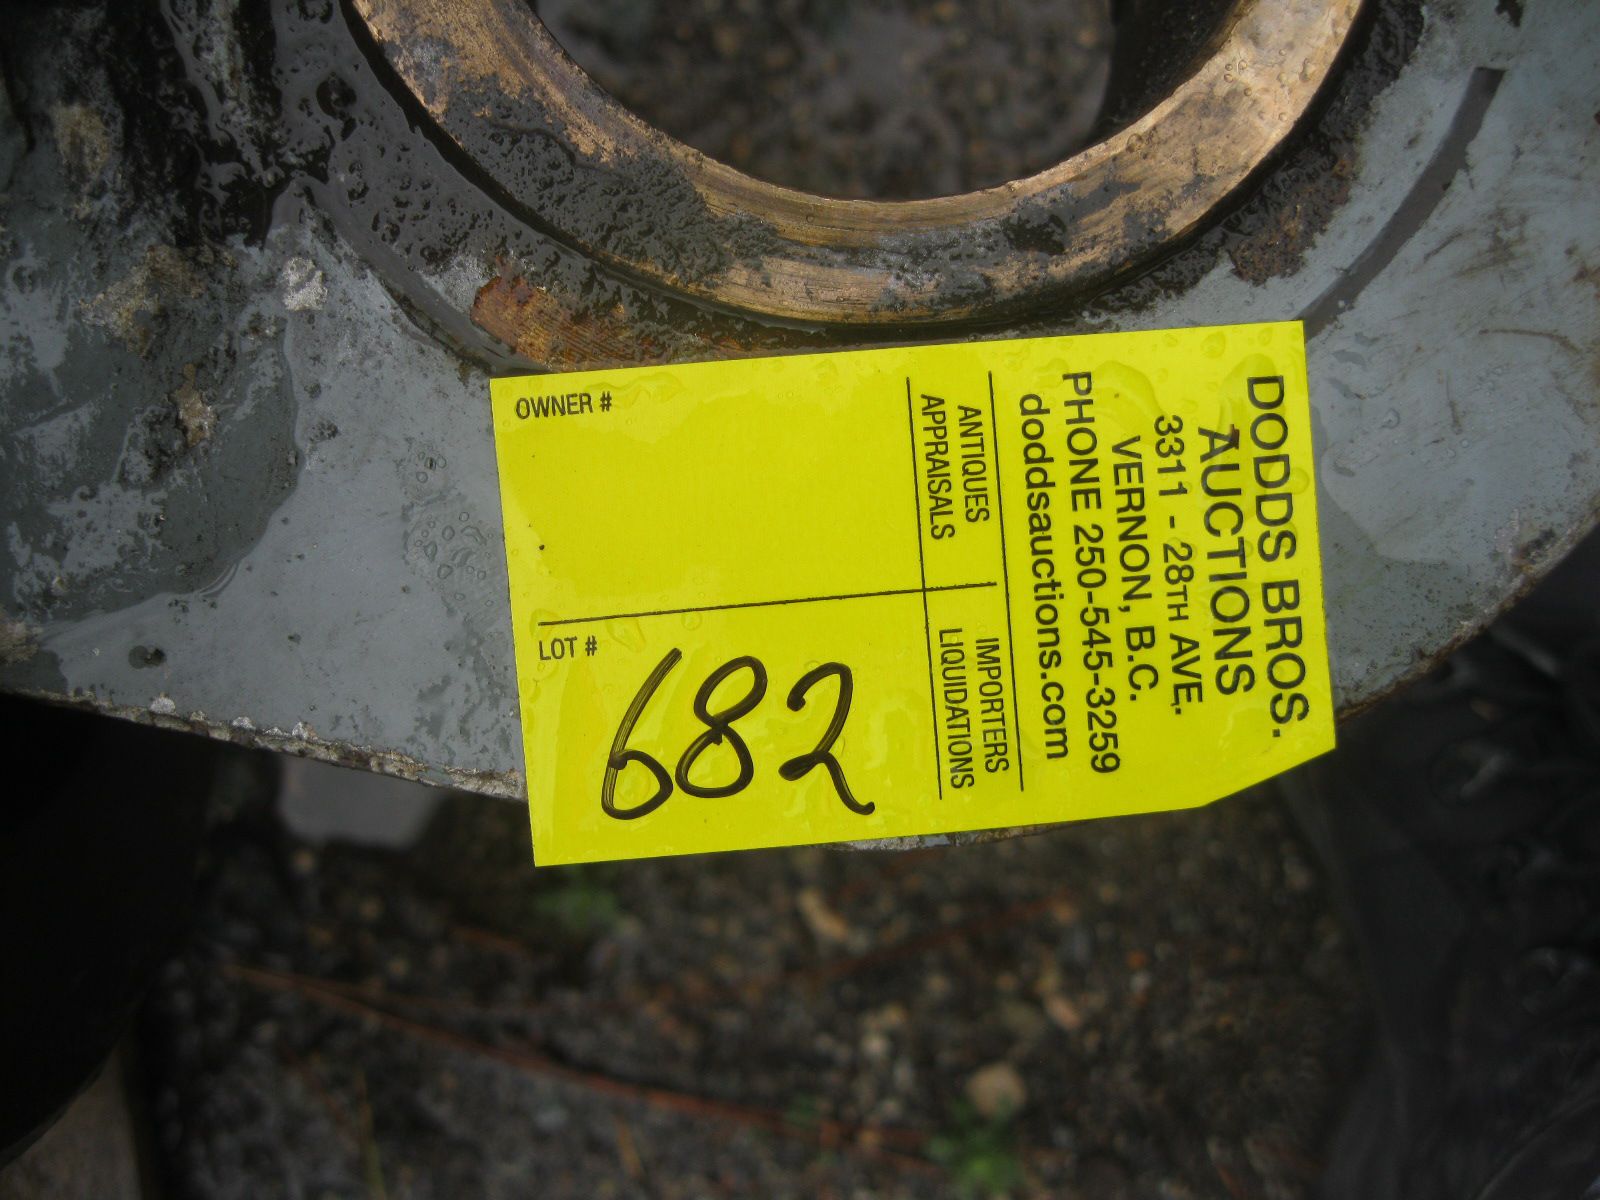 DODDS BROS.
AUCTIONS
3311 - 28TH AVE.
VERNON, B.C.
PHONE 250-545-3259
doddsauctions.com
ANTIQUES
APPRAISALS
IMPORTERS
LIQUIDATIONS
OWNER #
LOT #
682